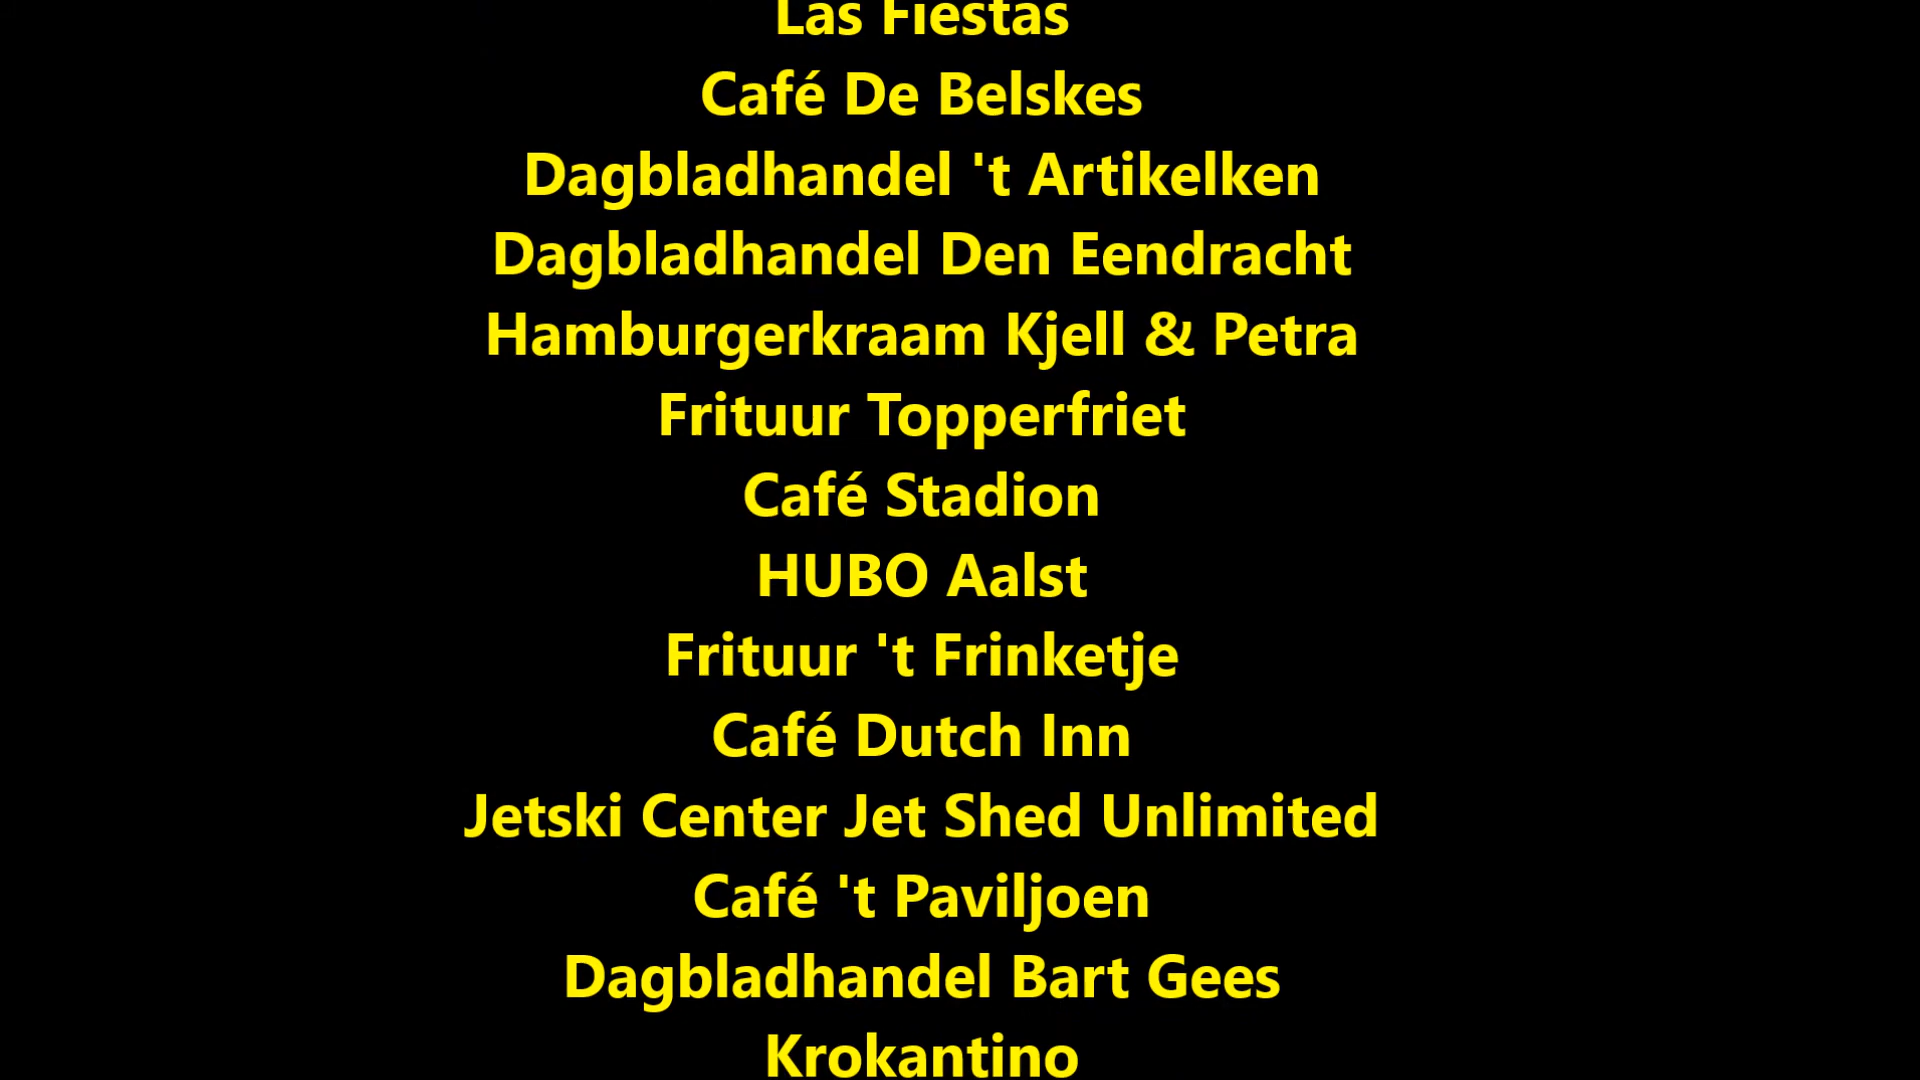 Las Fiestas
Café De Belskes
Dagbladhandel 't Artikelken
Dagbladhandel Den Eendracht
Hamburgerkraam Kjell & Petra
Frituur Topperfriet
Café Stadion
HUBO Aalst
Frituur 't Frinketje
Café Dutch Inn
Jetski Center Jet Shed Unlimited
Café 't Paviljoen
Dagbladhandel Bart Gees
Krokantino